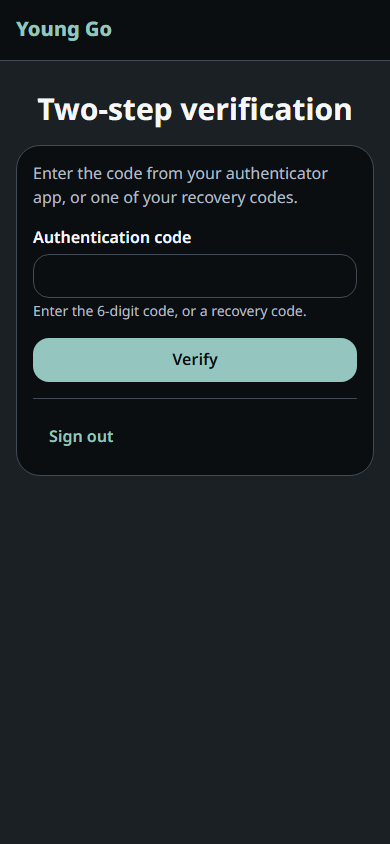 Young Go
Two-step verification
Enter the code from your authenticator
app, or one of your recovery codes.
Authentication code
Enter the 6-digit code, or a recovery code.
Verify
Sign out